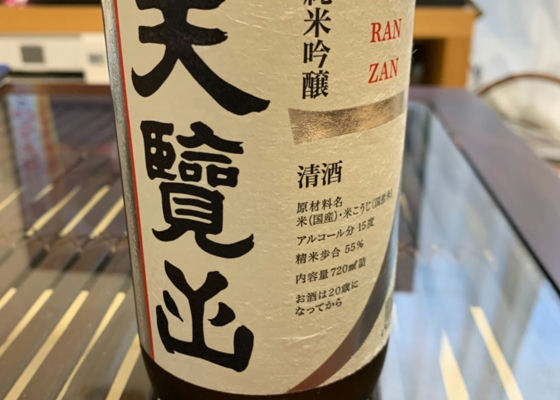 天覽山
純米吟醸
RAN
ZAN
清酒
原材料名
米(国産)・米こうじ(国産米)
アルコール分 15度
精米歩合 55%
内容量 720ml詰
お酒は20歳に
なってから